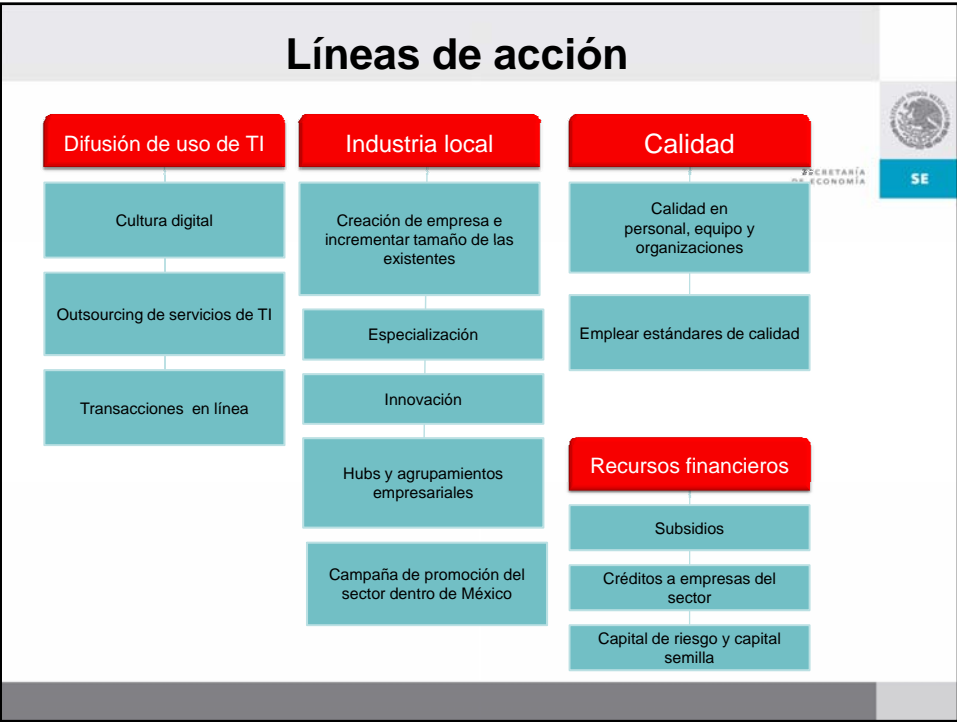 Líneas de acción
Difusión de uso de TI
Cultura digital
Outsourcing de servicios de TI
Transacciones en línea
Industria local
Creación de empresa e
incrementar tamaño de las
existentes
Especialización
Innovación
Hubs y agrupamientos
empresariales
Campaña de promoción del
sector dentro de México
Calidad
Calidad en
personal, equipo y
organizaciones
Emplear estándares de calidad
Recursos financieros
Subsidios
Créditos a empresas del
sector
Capital de riesgo y capital
semilla
SECRETARÍA
DE ECONOMÍA
SE